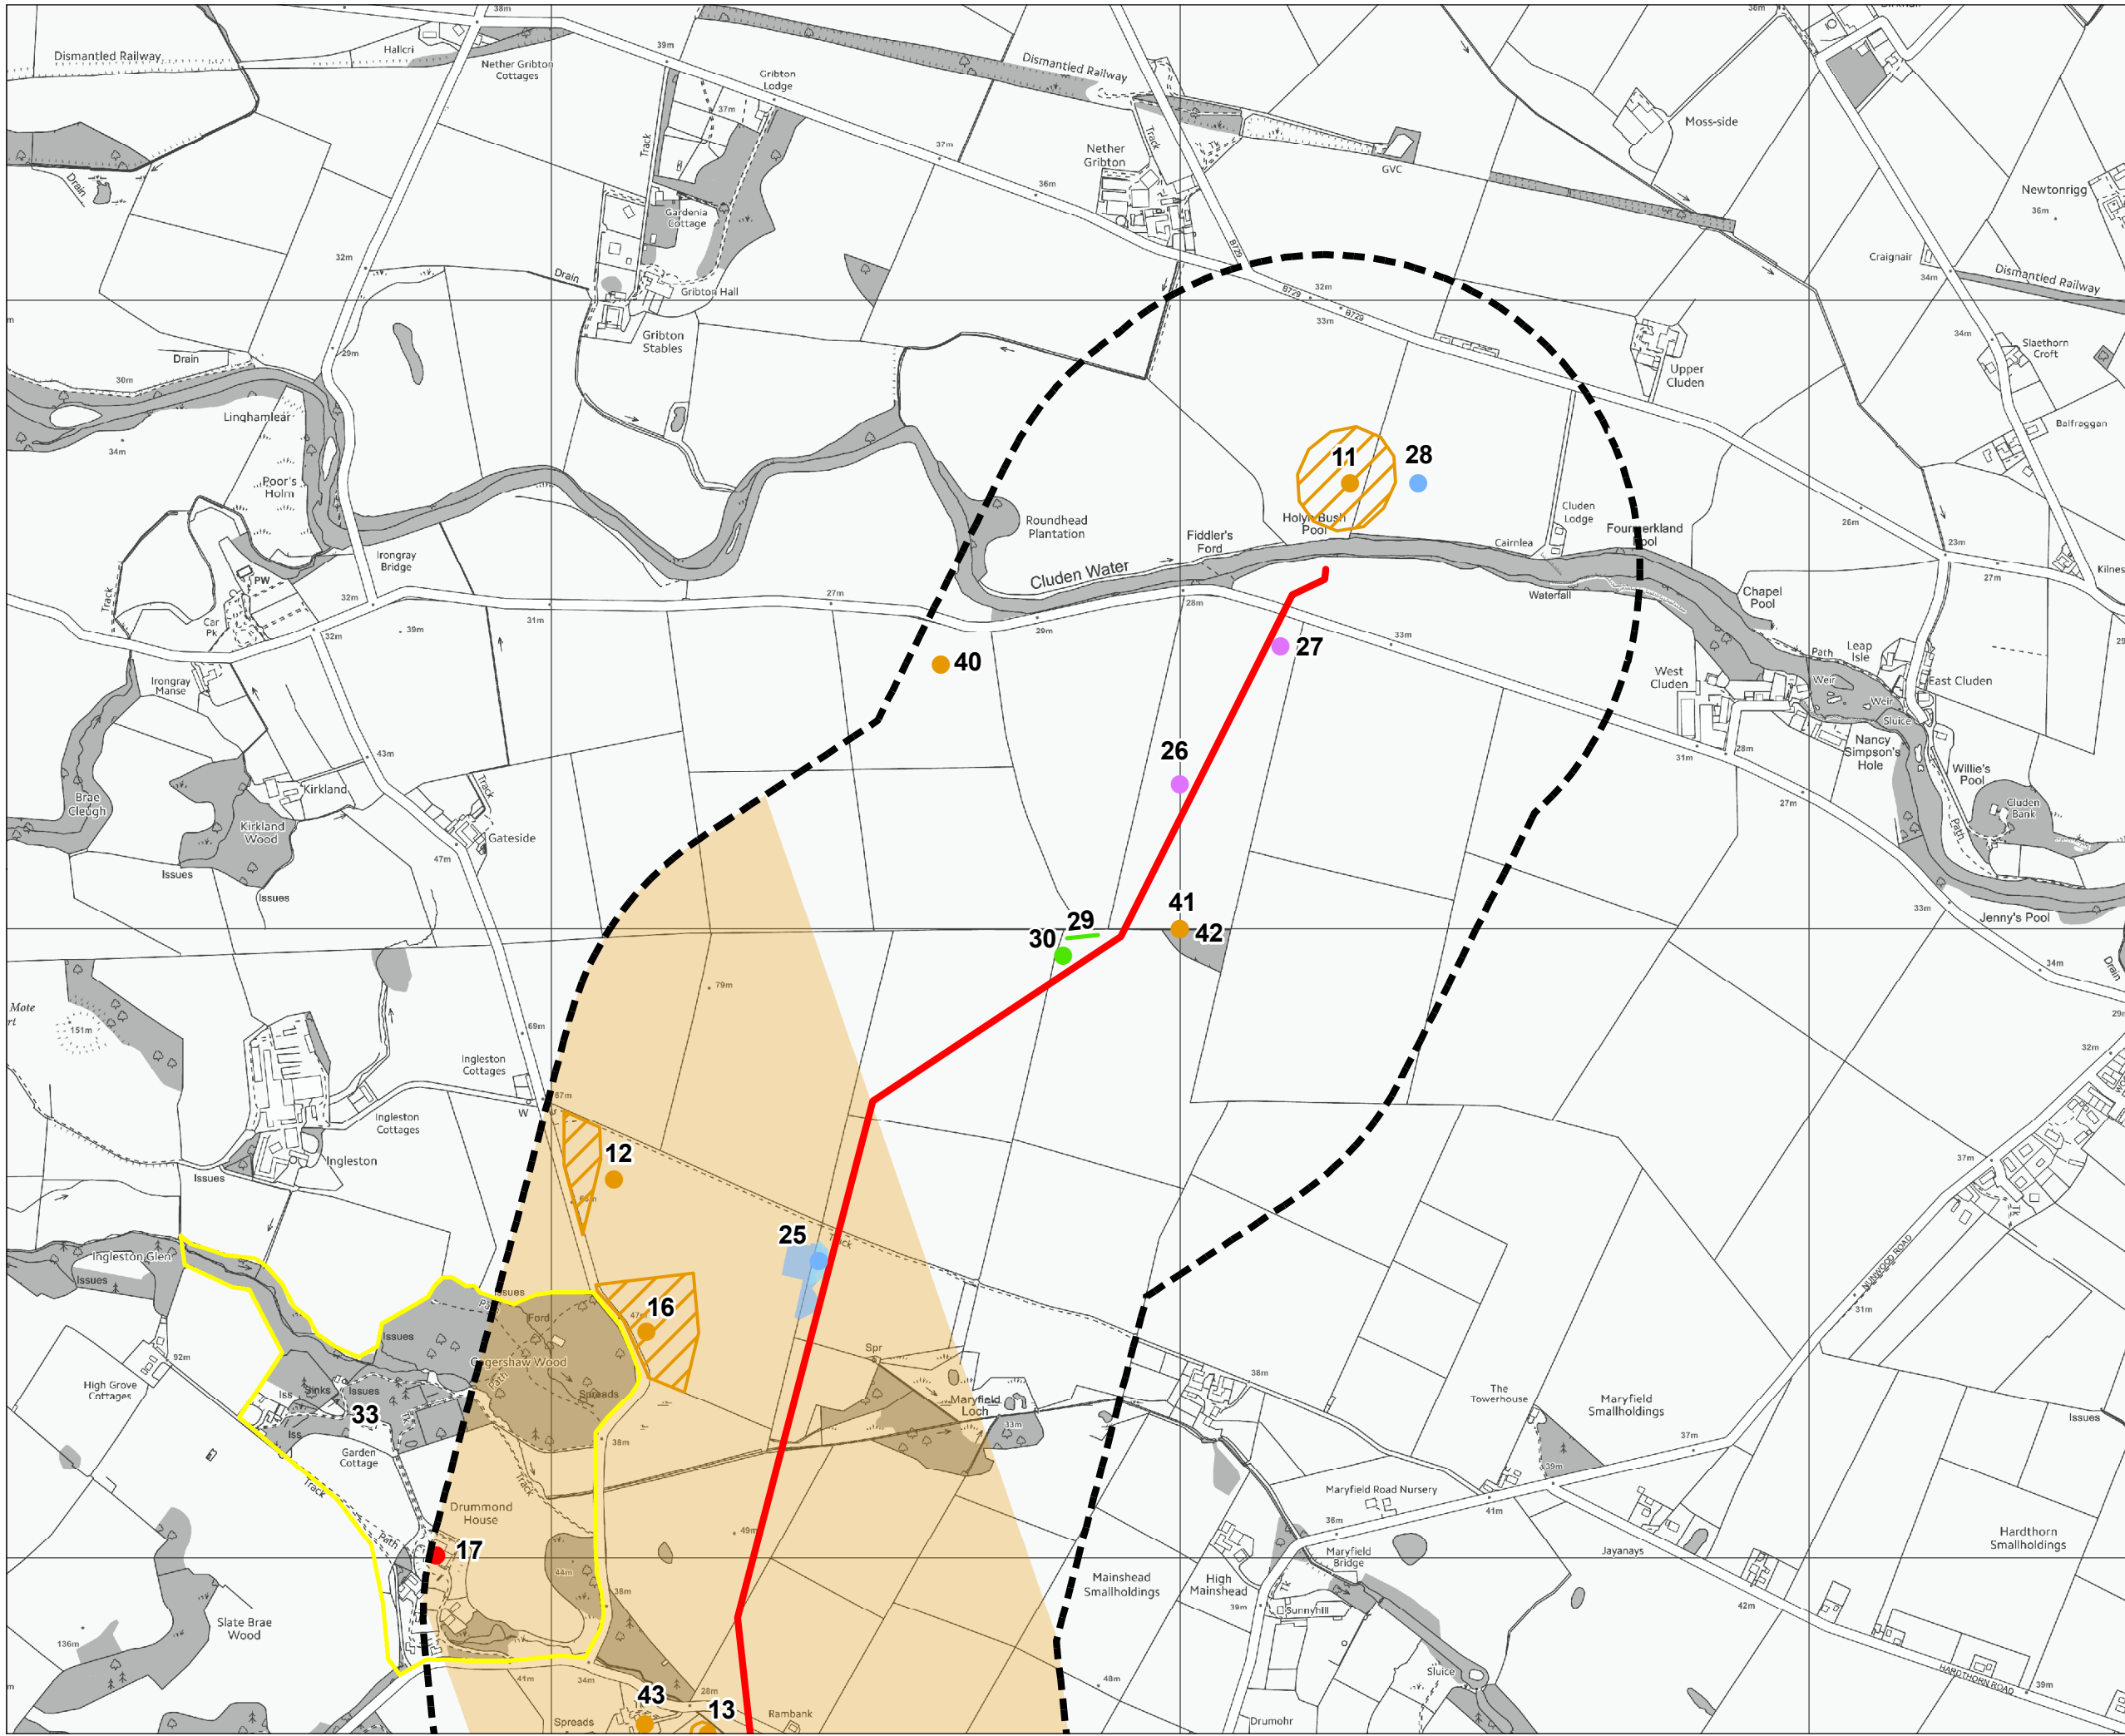 38m
38m
Hallcri
Dismantled Railway
Nether Gribton
Cottages
39m
Gribton
Lodge
Dismantled Railway
37m
Track
Track
37m
Nether
Gribton
Moss-side
GVC
Drain
36m
Newtonrigg
36m
Gardenia
Cottage
B729
32m
Drain
Gribton Hall
Craignair
34m
Dismantled Railway
B729
32m
B729
33m
34m
Gribton
Stables
Slaethorn
Croft
29m
Drain
30m
Upper
Cluden
Linghamlear
34m
Balfraggan
11
28
Poor's
Holm
Roundhead
Plantation
Holyn Bush
Pool
Cluden
Lodge
26m
Fiddler's
Ford
Cairnlea
23m
Irongray
Bridge
PW
Cluden Water
Kilnes
27m
Track
32m
27m
28m
Waterfall
Chapel
Pool
Car
Pk
32m
39m
31m
29m
33m
27
40
Path
Leap
Isle
West
Cluden
Weir
East Cluden
Irongray
Manse
Weir
Sluice
43m
26
31m
28m
Nancy
Simpson's
Hole
Willie's
Pool
Track
Kirkland
Brae
Cleugh
27m
Cluden
Bank
Kirkland
Wood
Gateside
Path
47m
Issues
Issues
41
33m
Jenny's Pool
29
30
42
34m
Drain
79m
Mote
rt
151m
69m
29m
32m
Ingleston
Cottages
67m
W
Ingleston
Cottages
12
37m
Ingleston
Issues
Tk
25
Track
NUNWOOD ROAD
Ingleston Glen
Issues
Issues
31m
16
47m
Ford
Issues
92m
Spr
High Grove
Cottages
Path
Spreads
38m
Iss
Sinks
Issues
Maryfield
Loch
The
Towerhouse
Maryfield
Smallholdings
33
Tk
33m
Issues
Iss
37m
38m
Garden
Cottage
39m
Track
Track
Maryfield Road Nursery
Drummond
House
41m
36m
49m
Path
Hardthorn
Smallholdings
17
Maryfield
Bridge
Jayanays
44m
Mainshead
Smallholdings
High
Mainshead
38m
Tk
39m
Sunnyhill
42m
Slate Brae
Wood
136m
HARDTHORN ROAD
Sluice
41m
34m
48m
39m
43
28m
13
Spreads
Rambank
Drumohr